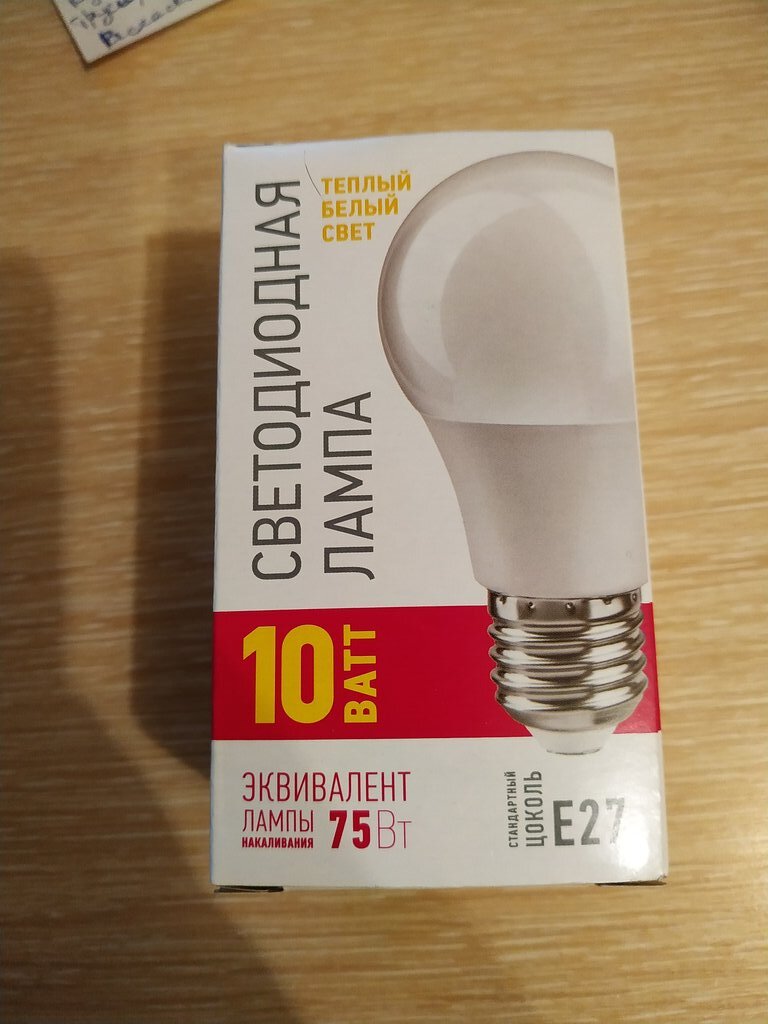 ТЕПЛЫЙ
БЕЛЫЙ
СВЕТ
СВЕТОДИОДНАЯ
ЛАМПА
10 ВАТТ
ЭКВИВАЛЕНТ
ЛАМПЫ
НАКАЛИВАНИЯ
75 Вт
СТАНДАРТНЫЙ
ЦОКОЛЬ
E27